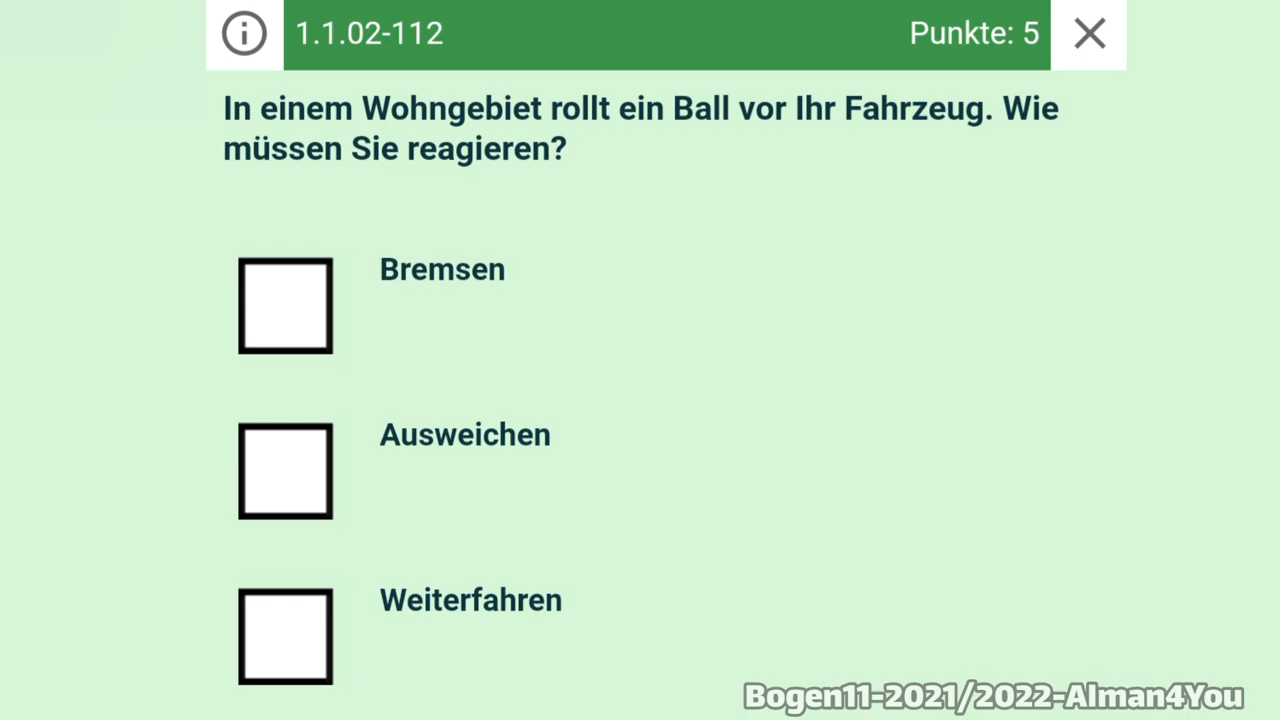 1.1.02-112 Punkte: 5
In einem Wohngebiet rollt ein Ball vor Ihr Fahrzeug. Wie
müssen Sie reagieren?
Bremsen
Ausweichen
Weiterfahren
Bogen11-2021/2022-Alman4You